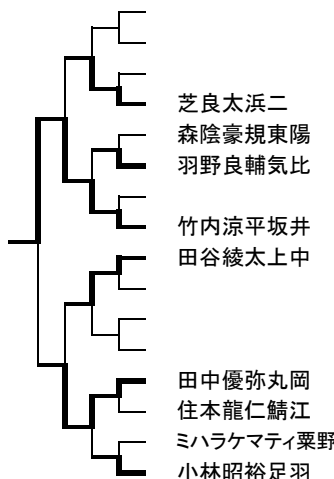 芝良太浜二
森陰豪規東陽
羽野良輔気比
竹内涼平坂井
田谷綾太上中
田中優弥丸岡
住本龍仁鯖江
ミハラケマティ粟野
小林昭裕足羽